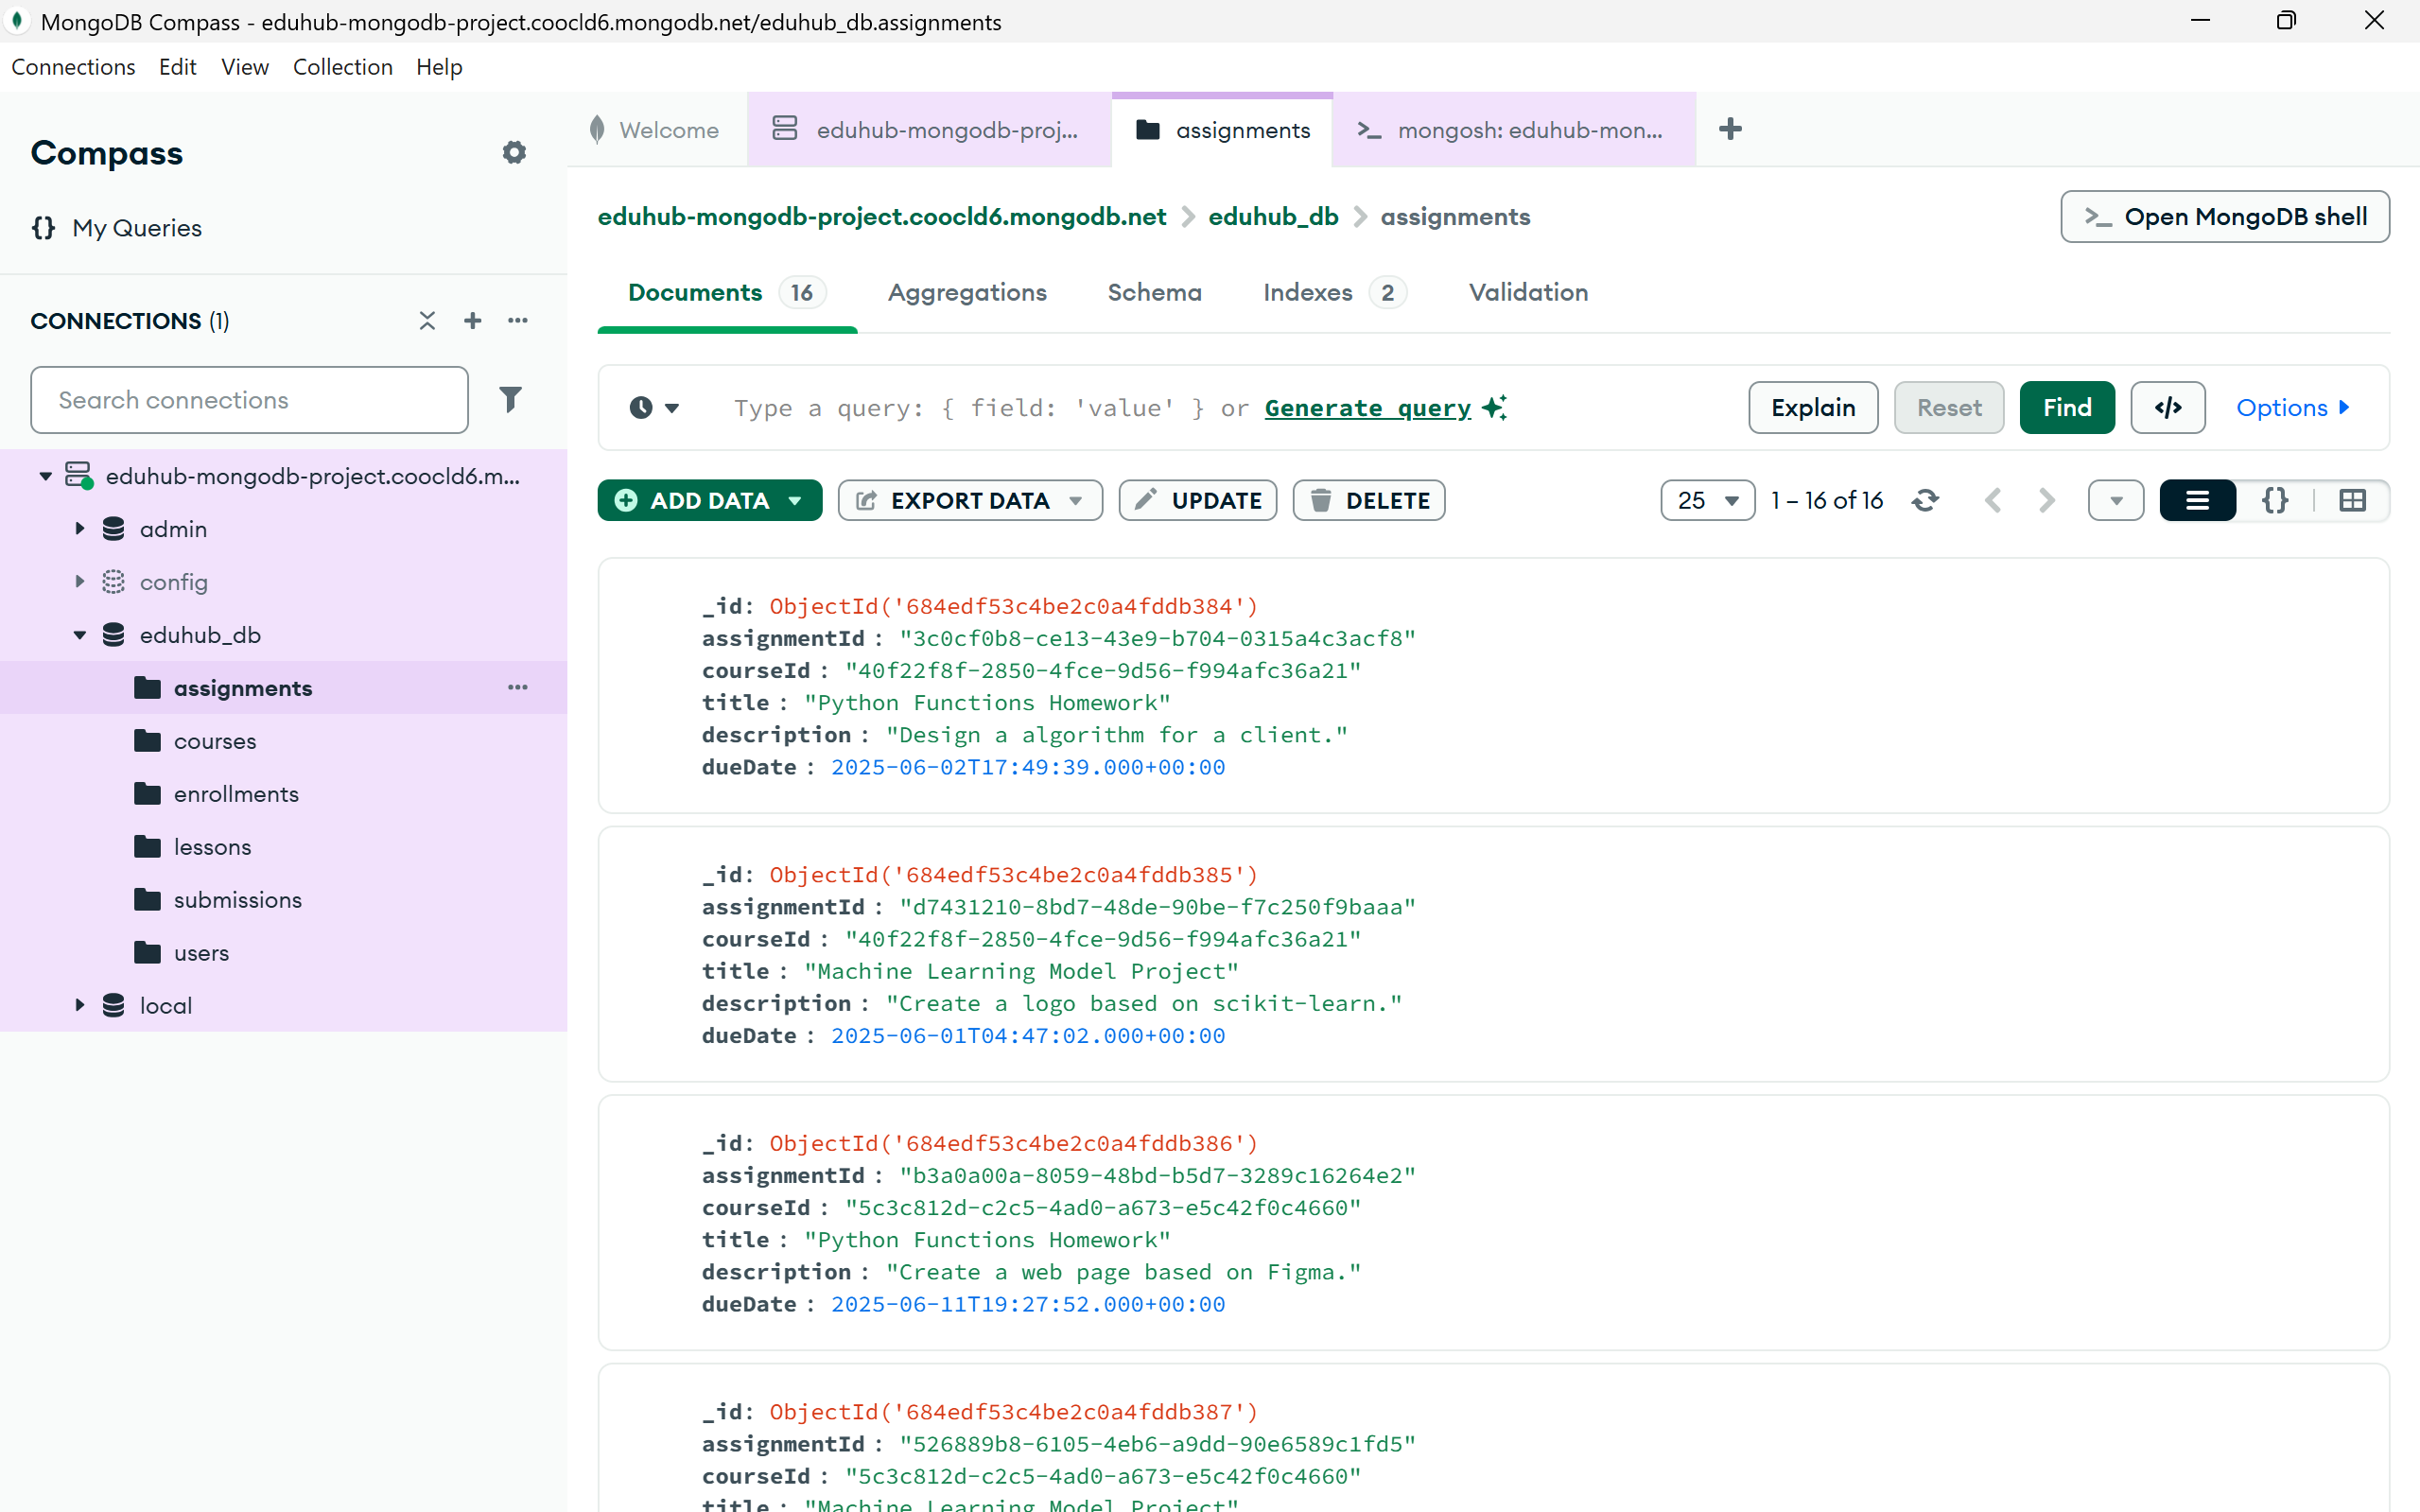 MongoDB Compass - eduhub-mongodb-project.coocld6.mongodb.net/eduhub_db.assignments
Connections Edit View Collection Help
Compass
My Queries
CONNECTIONS (1)
Search connections
eduhub-mongodb-project.coocld6.m...
admin
config
eduhub_db
assignments
courses
enrollments
lessons
submissions
users
local
Welcome
eduhub-mongodb-proj...
assignments
mongosh: eduhub-mon...
eduhub-mongodb-project.coocld6.mongodb.net > eduhub_db > assignments
>_ Open MongoDB shell
Documents 16 Aggregations Schema Indexes 2 Validation
Type a query: { field: 'value' } or Generate query
Explain Reset Find </> Options
ADD DATA EXPORT DATA UPDATE DELETE
25 1 – 16 of 16 {}
_id: ObjectId('684edf53c4be2c0a4fddb384')
assignmentId : "3c0cf0b8-ce13-43e9-b704-0315a4c3acf8"
courseId : "40f22f8f-2850-4fce-9d56-f994afc36a21"
title : "Python Functions Homework"
description : "Design a algorithm for a client."
dueDate : 2025-06-02T17:49:39.000+00:00
_id: ObjectId('684edf53c4be2c0a4fddb385')
assignmentId : "d7431210-8bd7-48de-90be-f7c250f9baaa"
courseId : "40f22f8f-2850-4fce-9d56-f994afc36a21"
title : "Machine Learning Model Project"
description : "Create a logo based on scikit-learn."
dueDate : 2025-06-01T04:47:02.000+00:00
_id: ObjectId('684edf53c4be2c0a4fddb386')
assignmentId : "b3a0a00a-8059-48bd-b5d7-3289c16264e2"
courseId : "5c3c812d-c2c5-4ad0-a673-e5c42f0c4660"
title : "Python Functions Homework"
description : "Create a web page based on Figma."
dueDate : 2025-06-11T19:27:52.000+00:00
_id: ObjectId('684edf53c4be2c0a4fddb387')
assignmentId : "526889b8-6105-4eb6-a9dd-90e6589c1fd5"
courseId : "5c3c812d-c2c5-4ad0-a673-e5c42f0c4660"
title : "Machine Learning Model Project"